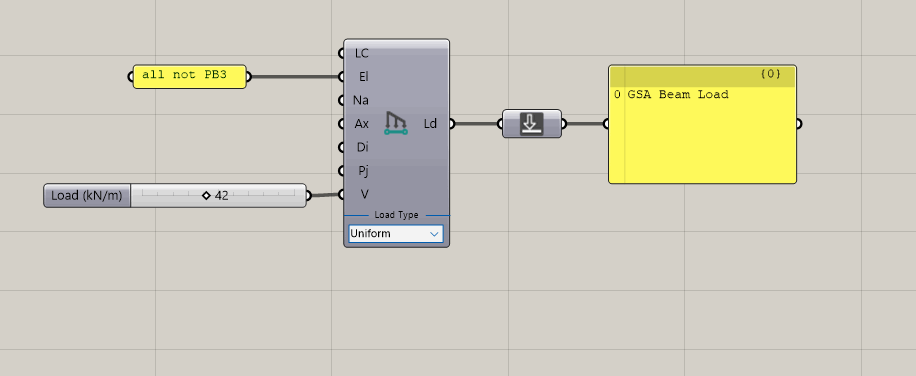 all not PB3
Load (kN/m)
42
LC
El
Na
Ax
Di
Pj
V
Ld
Load Type
Uniform
{0}
0 GSA Beam Load